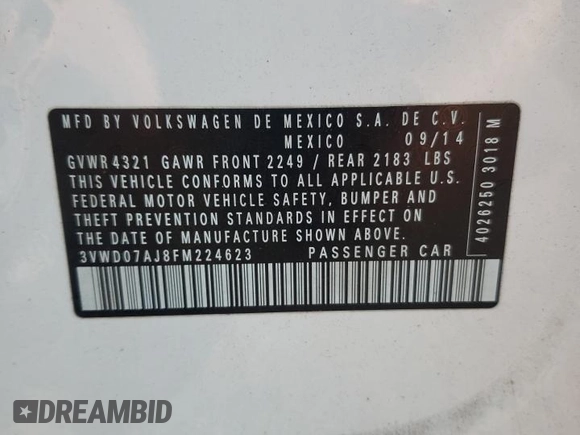 MFD BY VOLKSWAGEN DE MEXICO S.A. DE C.V.
MEXICO 09/14
GVWR 4321 GAWR FRONT 2249 / REAR 2183 LBS
THIS VEHICLE CONFORMS TO ALL APPLICABLE U.S.
FEDERAL MOTOR VEHICLE SAFETY, BUMPER AND
THEFT PREVENTION STANDARDS IN EFFECT ON
THE DATE OF MANUFACTURE SHOWN ABOVE.
3VWD07AJ8FM224623 PASSENGER CAR
4026250 3018 M
DREAMBID